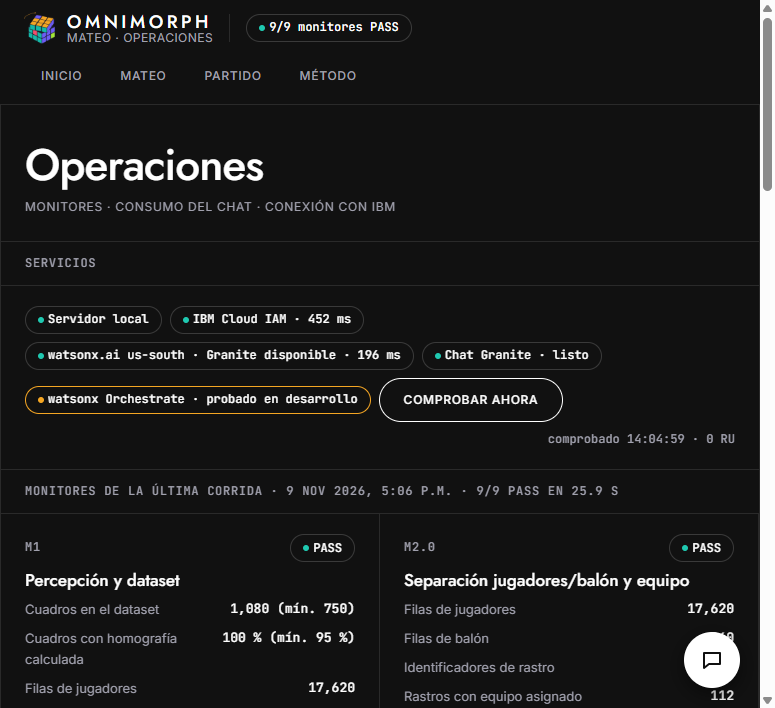 OMNIMORPH
MATEO · OPERACIONES
9/9 monitores PASS
INICIO MATEO PARTIDO MÉTODO
Operaciones
MONITORES · CONSUMO DEL CHAT · CONEXIÓN CON IBM
SERVICIOS
Servidor local
IBM Cloud IAM · 452 ms
watsonx.ai us-south · Granite disponible · 196 ms
Chat Granite · listo
watsonx Orchestrate · probado en desarrollo
COMPROBAR AHORA
comprobado 14:04:59 · 0 RU
MONITORES DE LA ÚLTIMA CORRIDA · 9 NOV 2026, 5:06 P.M. · 9/9 PASS EN 25.9 S
M1
PASS
Percepción y dataset
Cuadros en el dataset 1,080 (mín. 750)
Cuadros con homografía calculada 100 % (mín. 95 %)
Filas de jugadores 17,620
M2.0
PASS
Separación jugadores/balón y equipo
Filas de jugadores 17,620
Filas de balón
Identificadores de rastro
Rastros con equipo asignado 112